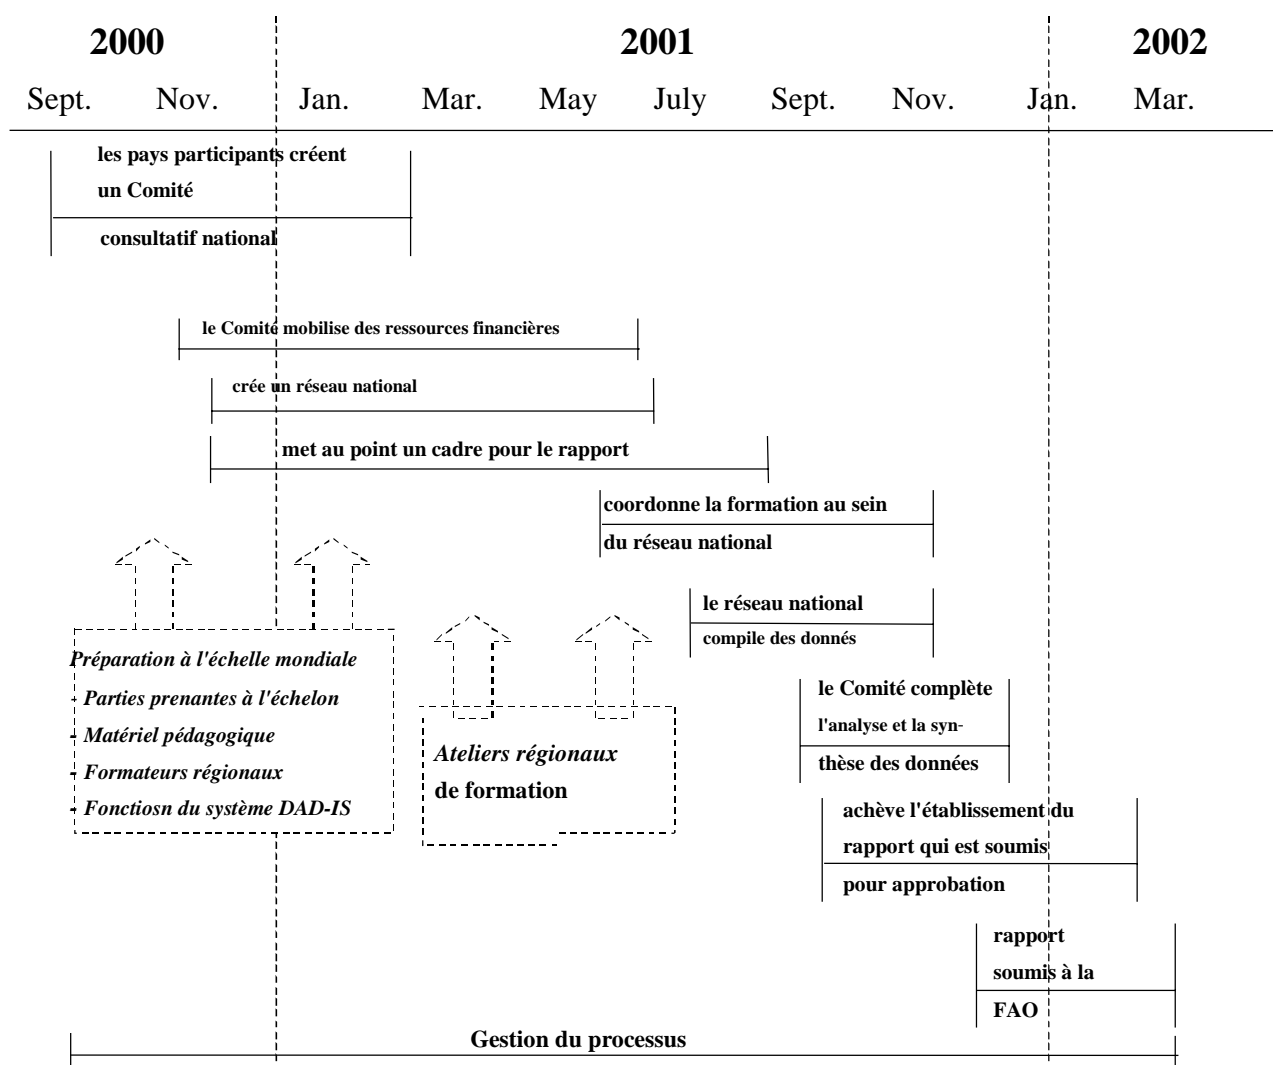 2000 2001 2002
Sept. Nov. Jan. Mar. May July Sept. Nov. Jan. Mar.
les pays participants créent
un Comité
consultatif national
le Comité mobilise des ressources financières
crée un réseau national
met au point un cadre pour le rapport
coordonne la formation au sein
du réseau national
le réseau national
compile des donnés
Préparation à l'échelle mondiale
- Parties prenantes à l'échelon
- Matériel pédagogique
- Formateurs régionaux
- Fonctiosn du système DAD-IS
Ateliers régionaux
de formation
le Comité complète
l'analyse et la syn-
thèse des données
achève l'établissement du
rapport qui est soumis
pour approbation
rapport
soumis à la
FAO
Gestion du processus